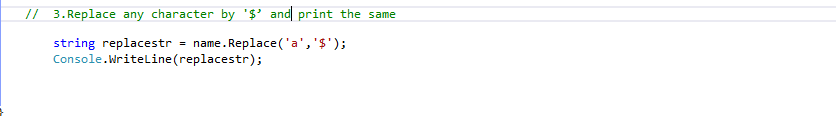 //  3.Replace any character by '$’ and print the same
string replacestr = name.Replace('a','$');
Console.WriteLine(replacestr);
}